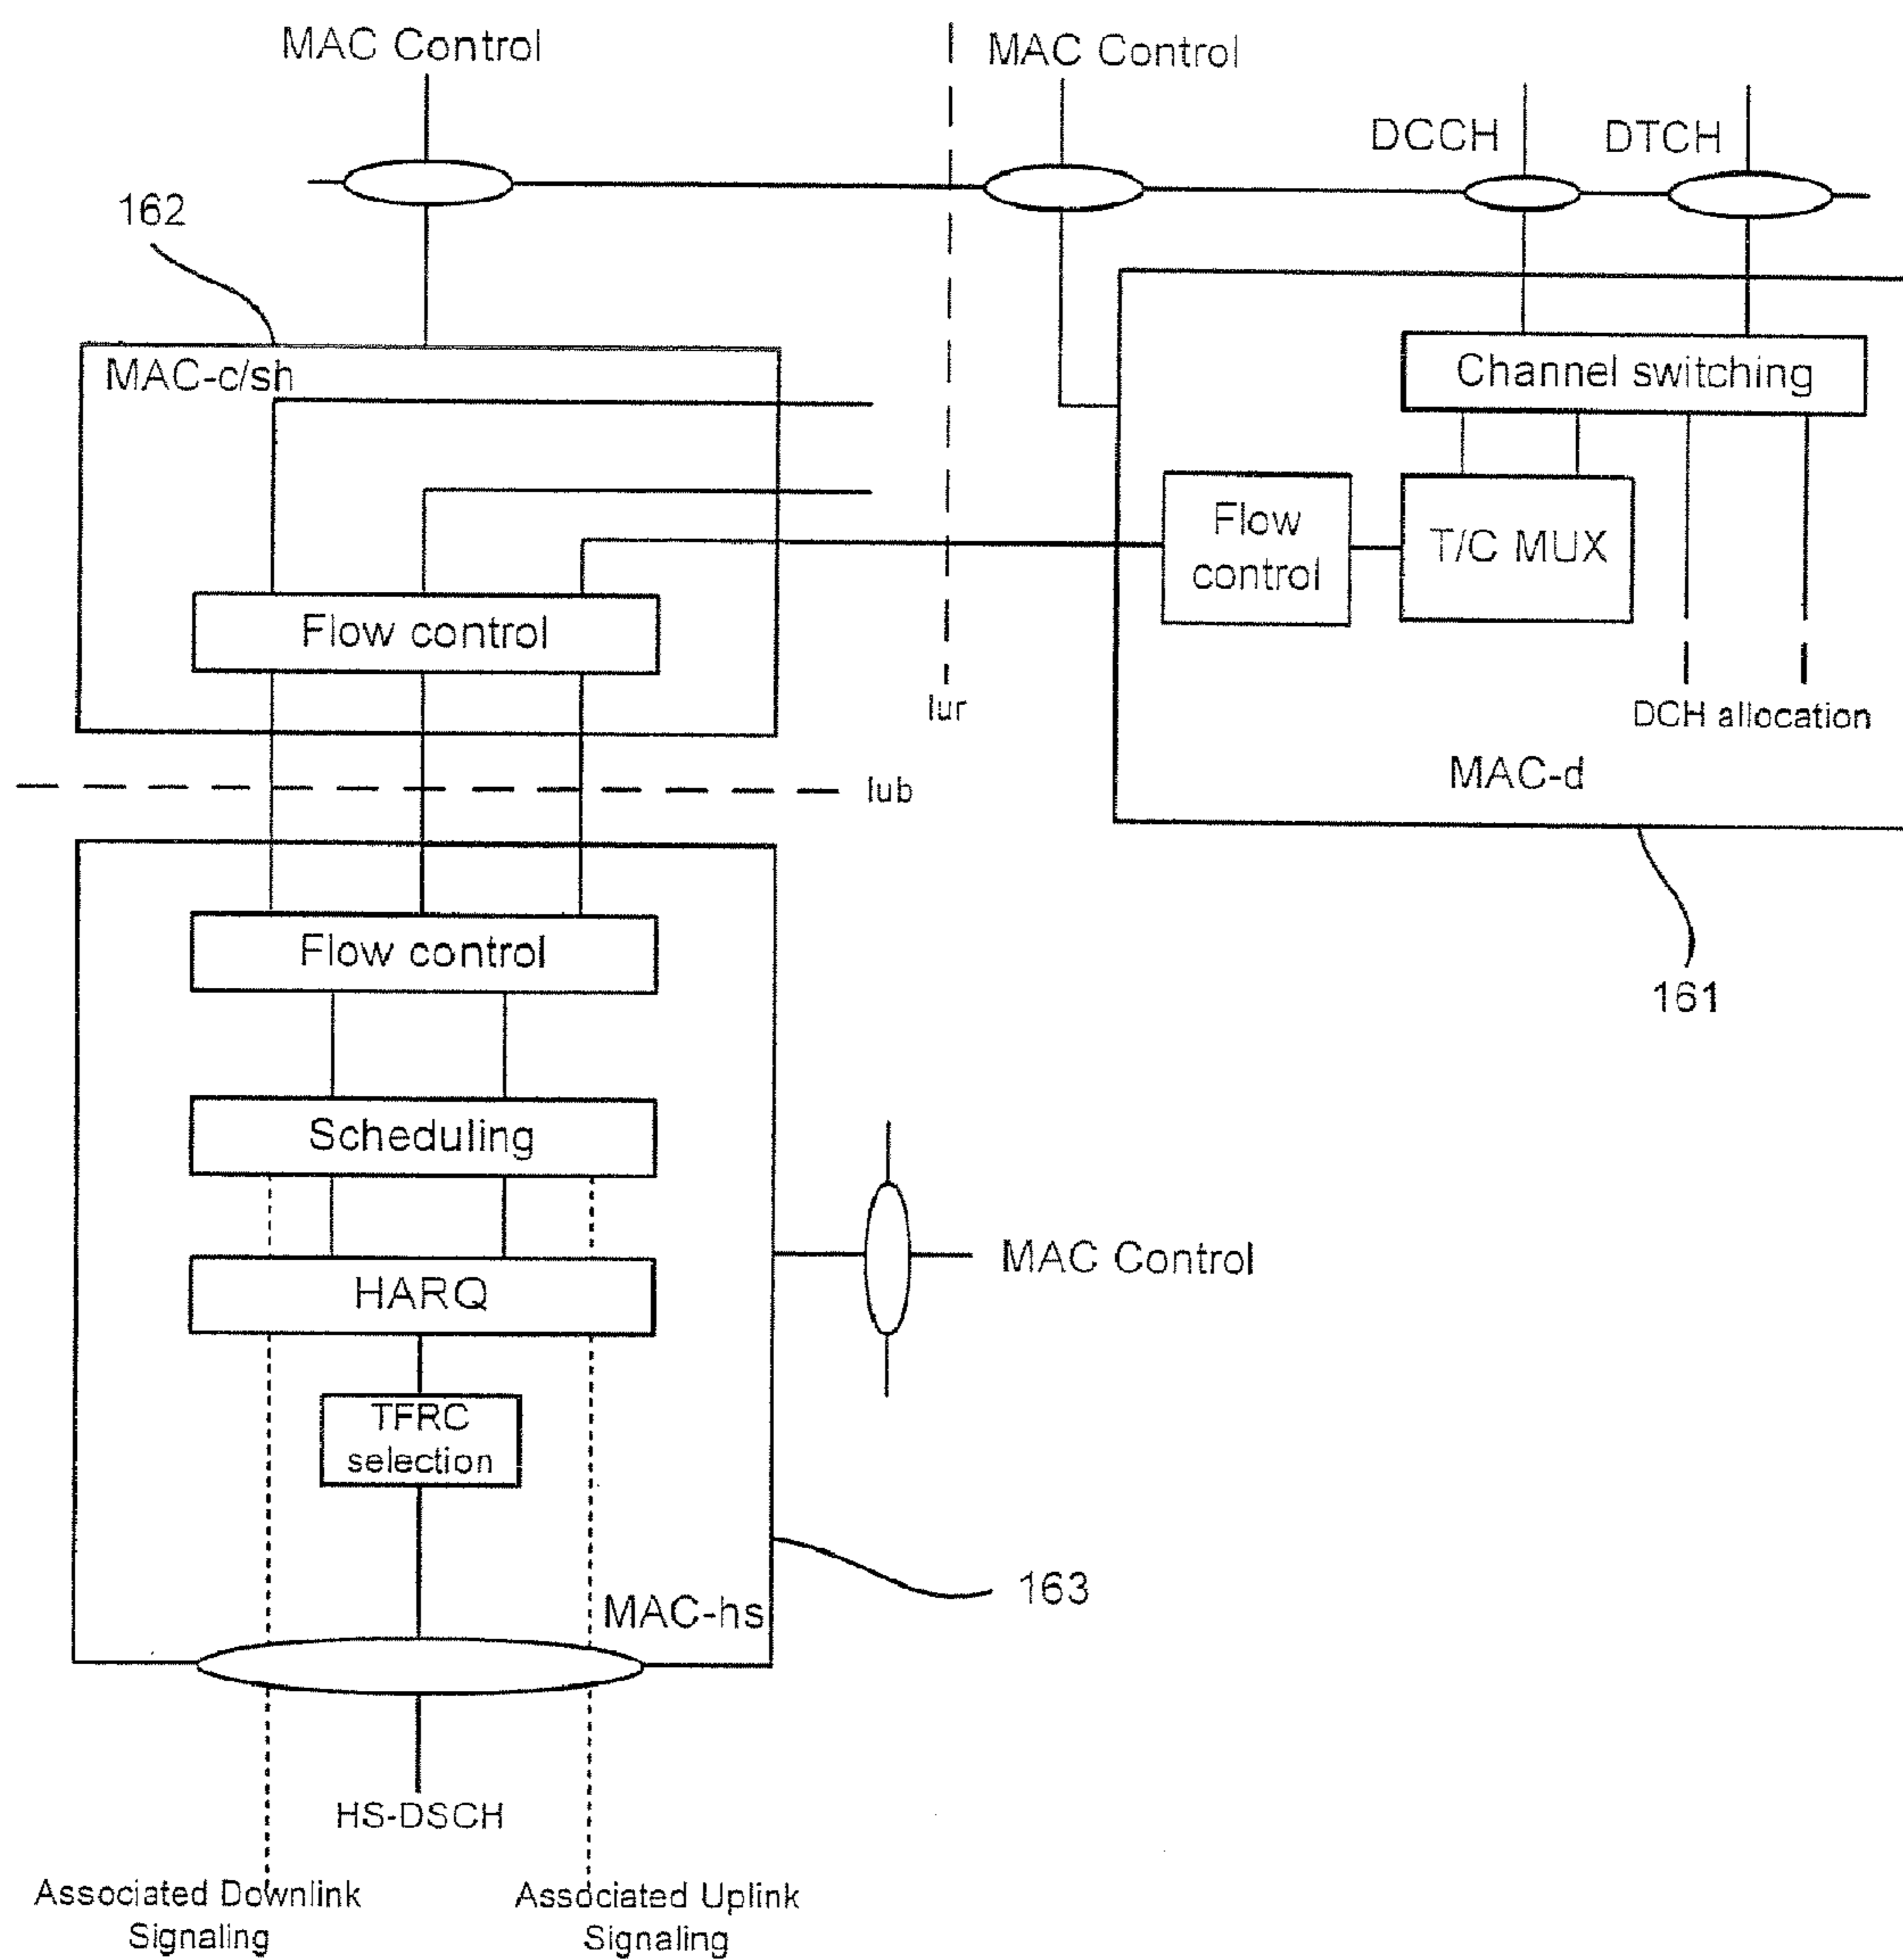 MAC Control
MAC Control
DCCH
DTCH
162
MAC-c/sh
Channel switching
Flow
control
T/C MUX
Flow control
Iur
DCH allocation
MAC-d
Iub
161
Flow control
Scheduling
MAC Control
HARQ
TFRC
selection
163
MAC-hs
HS-DSCH
Associated Downlink
Signaling
Associated Uplink
Signaling